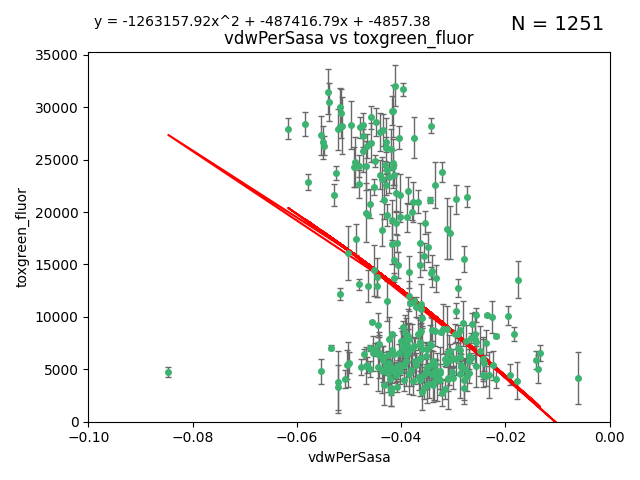 y = -1263157.92x^2 + -487416.79x + -4857.38
N = 1251
vdwPerSasa vs toxgreen_fluor
35000
30000
25000
20000
15000
10000
5000
0
toxgreen_fluor
−0.10
−0.08
−0.06
−0.04
−0.02
0.00
vdwPerSasa